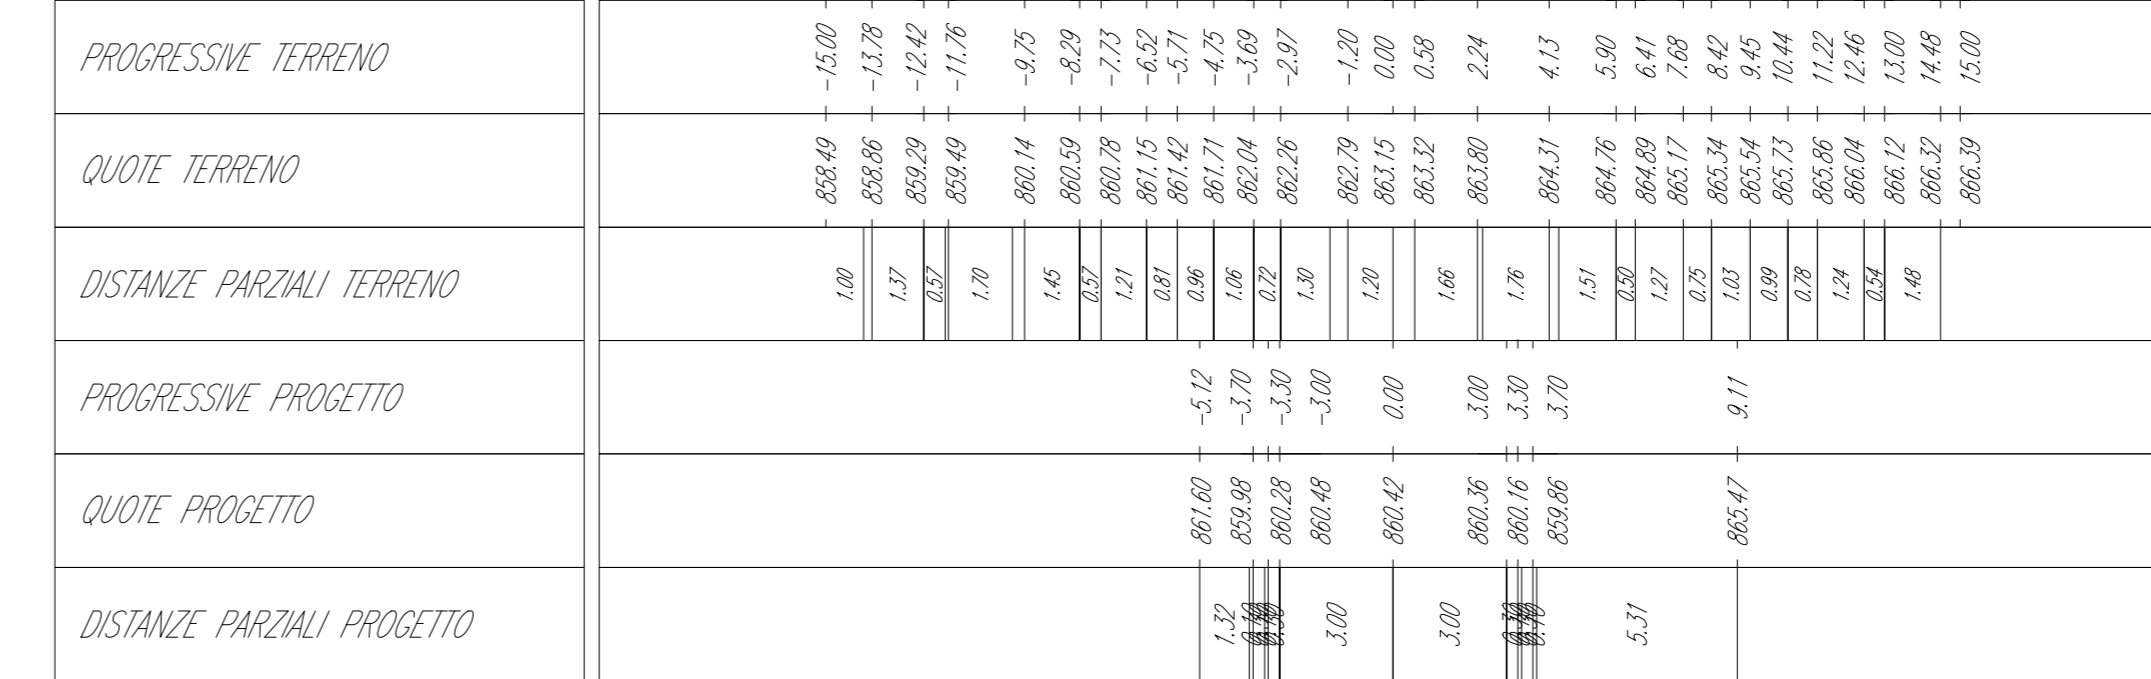 PROGRESSIVE TERRENO -15.00 -13.78 -12.42 -11.76 -9.75 -8.29 -7.73 -6.52 -5.71 -4.75 -3.69 -2.97 -1.20 0.00 0.58 2.24 4.13 5.90 6.41 7.68 8.42 9.45 10.44 11.22 12.46 13.00 14.48 15.00
QUOTE TERRENO 858.49 858.86 859.29 859.49 860.14 860.59 860.78 861.15 861.42 861.71 862.04 862.26 862.79 863.15 863.32 863.80 864.31 864.76 864.89 865.17 865.34 865.54 865.73 865.86 866.04 866.12 866.32 866.39
DISTANZE PARZIALI TERRENO 1.00 1.37 0.57 1.70 1.45 0.57 1.21 0.81 0.96 1.06 0.72 1.30 1.20 1.66 1.76 1.51 0.50 1.27 0.75 1.03 0.99 0.78 1.24 0.54 1.48
PROGRESSIVE PROGETTO -5.12 -3.70 -3.30 -3.00 0.00 3.00 3.30 3.70 9.11
QUOTE PROGETTO 861.60 859.98 860.28 860.48 860.42 860.36 860.16 859.86 865.47
DISTANZE PARZIALI PROGETTO 1.32 3.00 3.00 5.31